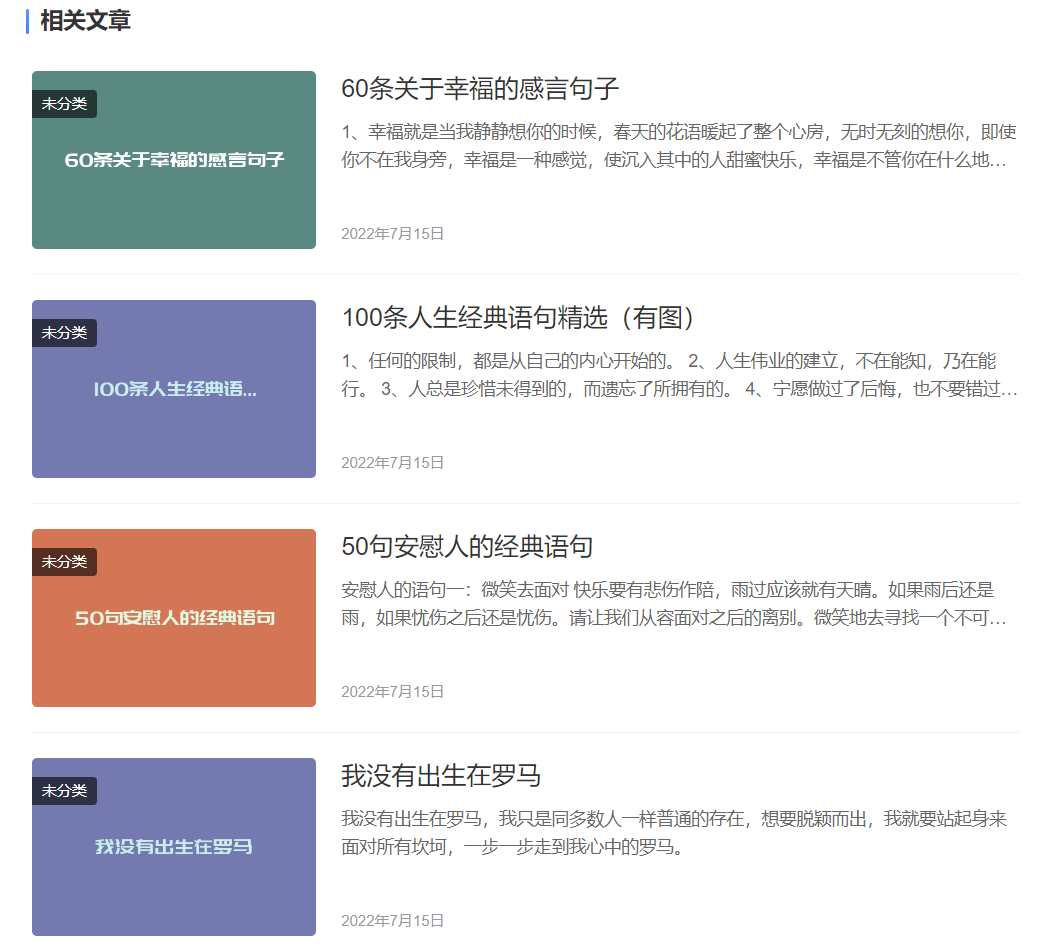 相关文章
未分类
60条关于幸福的感言句子
60条关于幸福的感言句子
1、幸福就是当我静静想你的时候，春天的花语暖起了整个心房，无时无刻的想你，即使
你不在我身旁，幸福是一种感觉，使沉入其中的人甜蜜快乐，幸福是不管你在什么地…
2022年7月15日
未分类
100条人生经典语...
100条人生经典语句精选（有图）
1、任何的限制，都是从自己的内心开始的。 2、人生伟业的建立，不在能知，乃在能
行。 3、人总是珍惜未得到的，而遗忘了所拥有的。 4、宁愿做过了后悔，也不要错过…
2022年7月15日
未分类
50句安慰人的经典语句
50句安慰人的经典语句
安慰人的语句一：微笑去面对 快乐要有悲伤作陪，雨过应该就有天晴。如果雨后还是
雨，如果忧伤之后还是忧伤。请让我们从容面对之后的离别。微笑地去寻找一个不可…
2022年7月15日
未分类
我没有出生在罗马
我没有出生在罗马
我没有出生在罗马，我只是同多数人一样普通的存在，想要脱颖而出，我就要站起身来
面对所有坎坷，一步一步走到我心中的罗马。
2022年7月15日